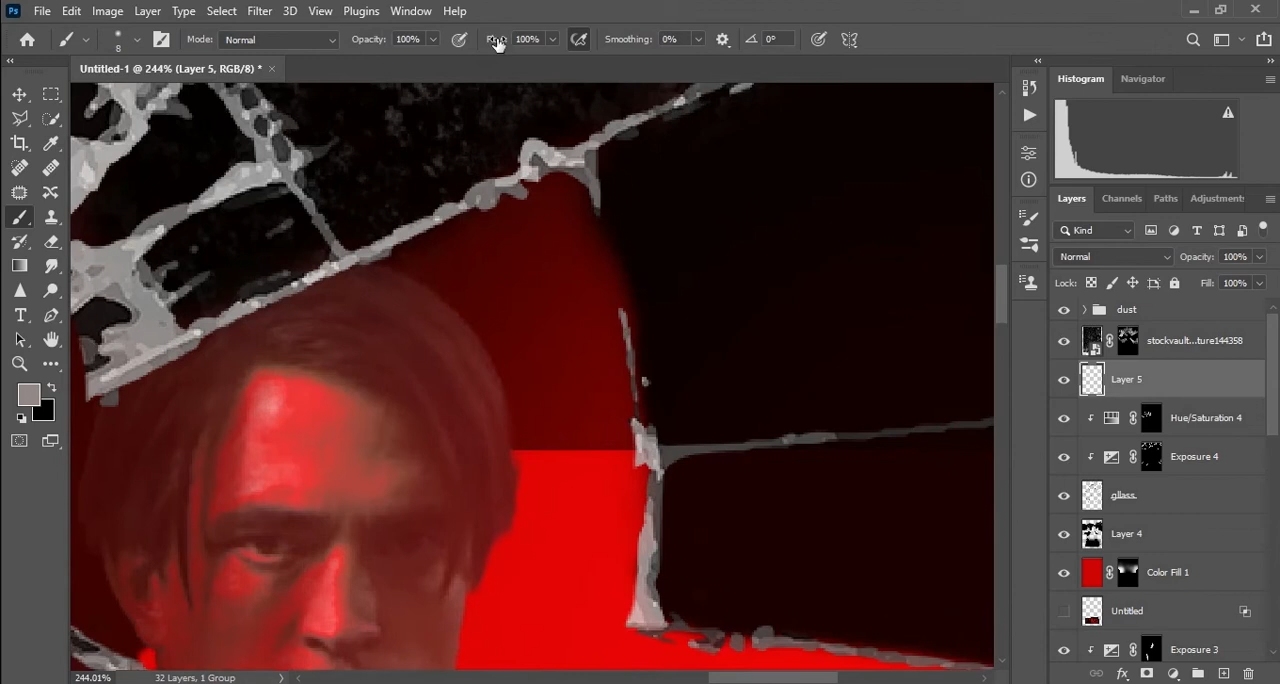 Ps File Edit Image Layer Type Select Filter 3D View Plugins Window Help
8 Mode: Normal Opacity: 100% 100% Smoothing: 0% 0°
Untitled-1 @ 244% (Layer 5, RGB/8) *
Histogram Navigator
Layers Channels Paths Adjustments
Kind
Normal Opacity: 100%
Lock: Fill: 100%
dust
stockvault...ture144358
Layer 5
Hue/Saturation 4
Exposure 4
gllass.
Layer 4
Color Fill 1
Untitled
Exposure 3
244.01% 32 Layers, 1 Group